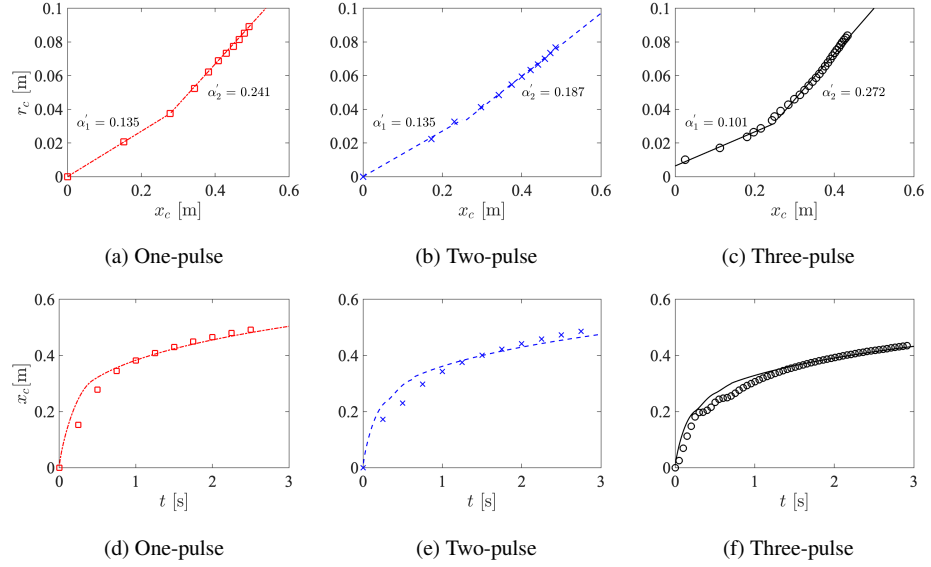 0.1
0.08
0.06
0.04
0.02
0
r_c [m]
α'_1 = 0.135
α'_2 = 0.241
0 0.2 0.4 0.6
x_c [m]
(a) One-pulse
0.1
0.08
0.06
0.04
0.02
0
α'_1 = 0.135
α'_2 = 0.187
0 0.2 0.4 0.6
x_c [m]
(b) Two-pulse
0.1
0.08
0.06
0.04
0.02
0
α'_1 = 0.101
α'_2 = 0.272
0 0.2 0.4 0.6
x_c [m]
(c) Three-pulse
0.6
0.4
0.2
0
x_c[m]
0 1 2 3
t [s]
(d) One-pulse
0.6
0.4
0.2
0
0 1 2 3
t [s]
(e) Two-pulse
0.6
0.4
0.2
0
0 1 2 3
t [s]
(f) Three-pulse